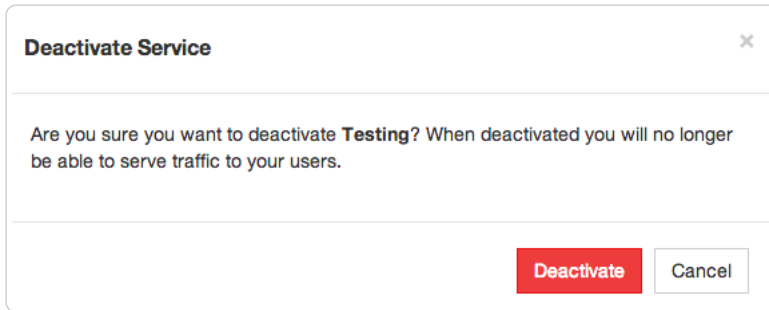 Deactivate Service
×
Are you sure you want to deactivate Testing? When deactivated you will no longer
be able to serve traffic to your users.
Deactivate Cancel